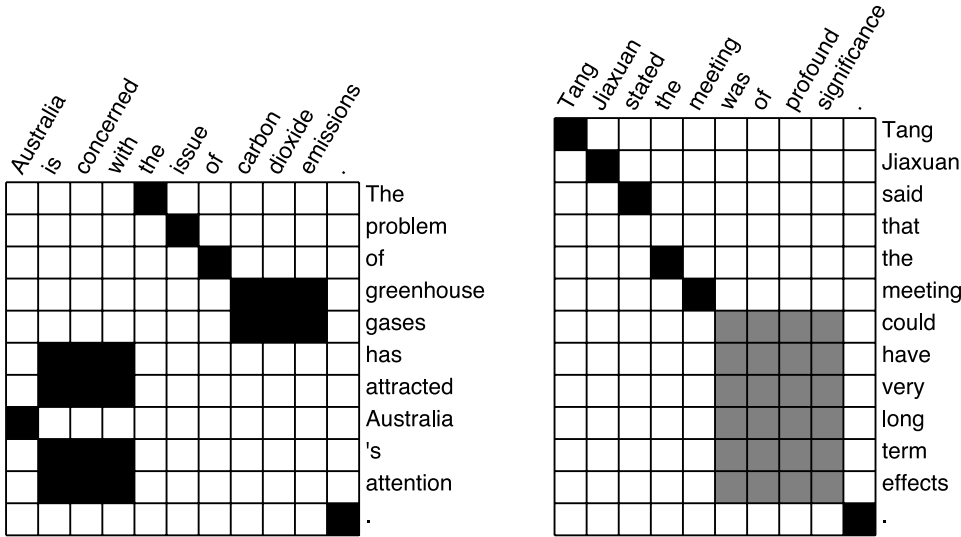 Australia
is
concerned
with
the
issue
of
carbon
dioxide
emissions
.
The
problem
of
greenhouse
gases
has
attracted
Australia
's
attention
.
Tang
Jiaxuan
stated
the
meeting
was
of
profound
significance
.
Tang
Jiaxuan
said
that
the
meeting
could
have
very
long
term
effects
.